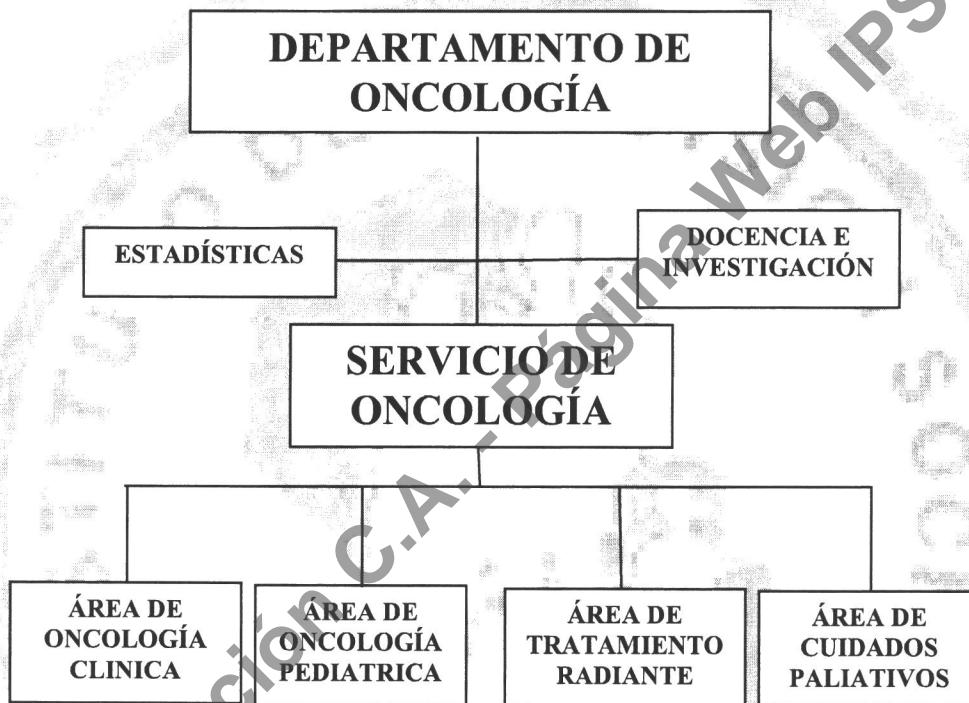 DEPARTAMENTO DE
ONCOLOGÍA
ESTADÍSTICAS
DOCENCIA E
INVESTIGACIÓN
SERVICIO DE
ONCOLOGÍA
ÁREA DE
ONCOLOGÍA
CLINICA
ÁREA DE
ONCOLOGÍA
PEDIATRICA
ÁREA DE
TRATAMIENTO
RADIANTE
ÁREA DE
CUIDADOS
PALIATIVOS
C.A. - Página Web IPS